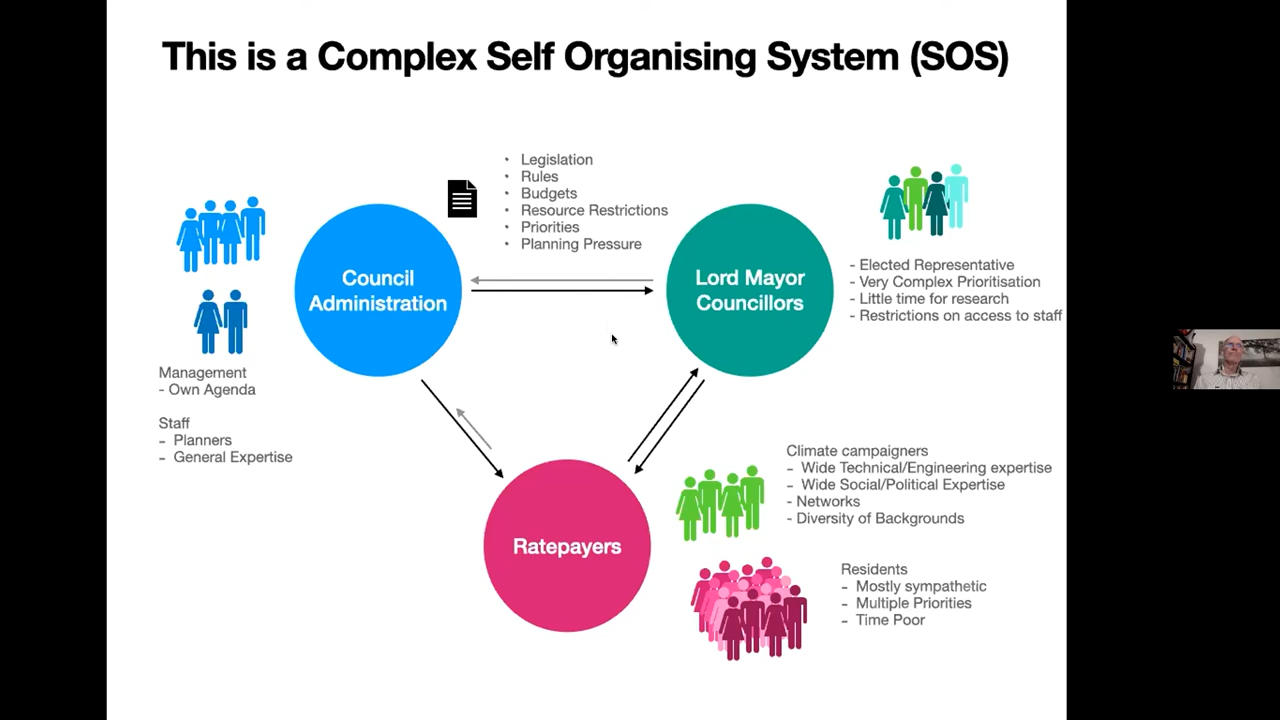 This is a Complex Self Organising System (SOS)
• Legislation
• Rules
• Budgets
• Resource Restrictions
• Priorities
• Planning Pressure
Council
Administration
Lord Mayor
Councillors
- Elected Representative
- Very Complex Prioritisation
- Little time for research
- Restrictions on access to staff
Management
- Own Agenda
Staff
- Planners
- General Expertise
Ratepayers
Climate campaigners
- Wide Technical/Engineering expertise
- Wide Social/Political Expertise
- Networks
- Diversity of Backgrounds
Residents
- Mostly sympathetic
- Multiple Priorities
- Time Poor